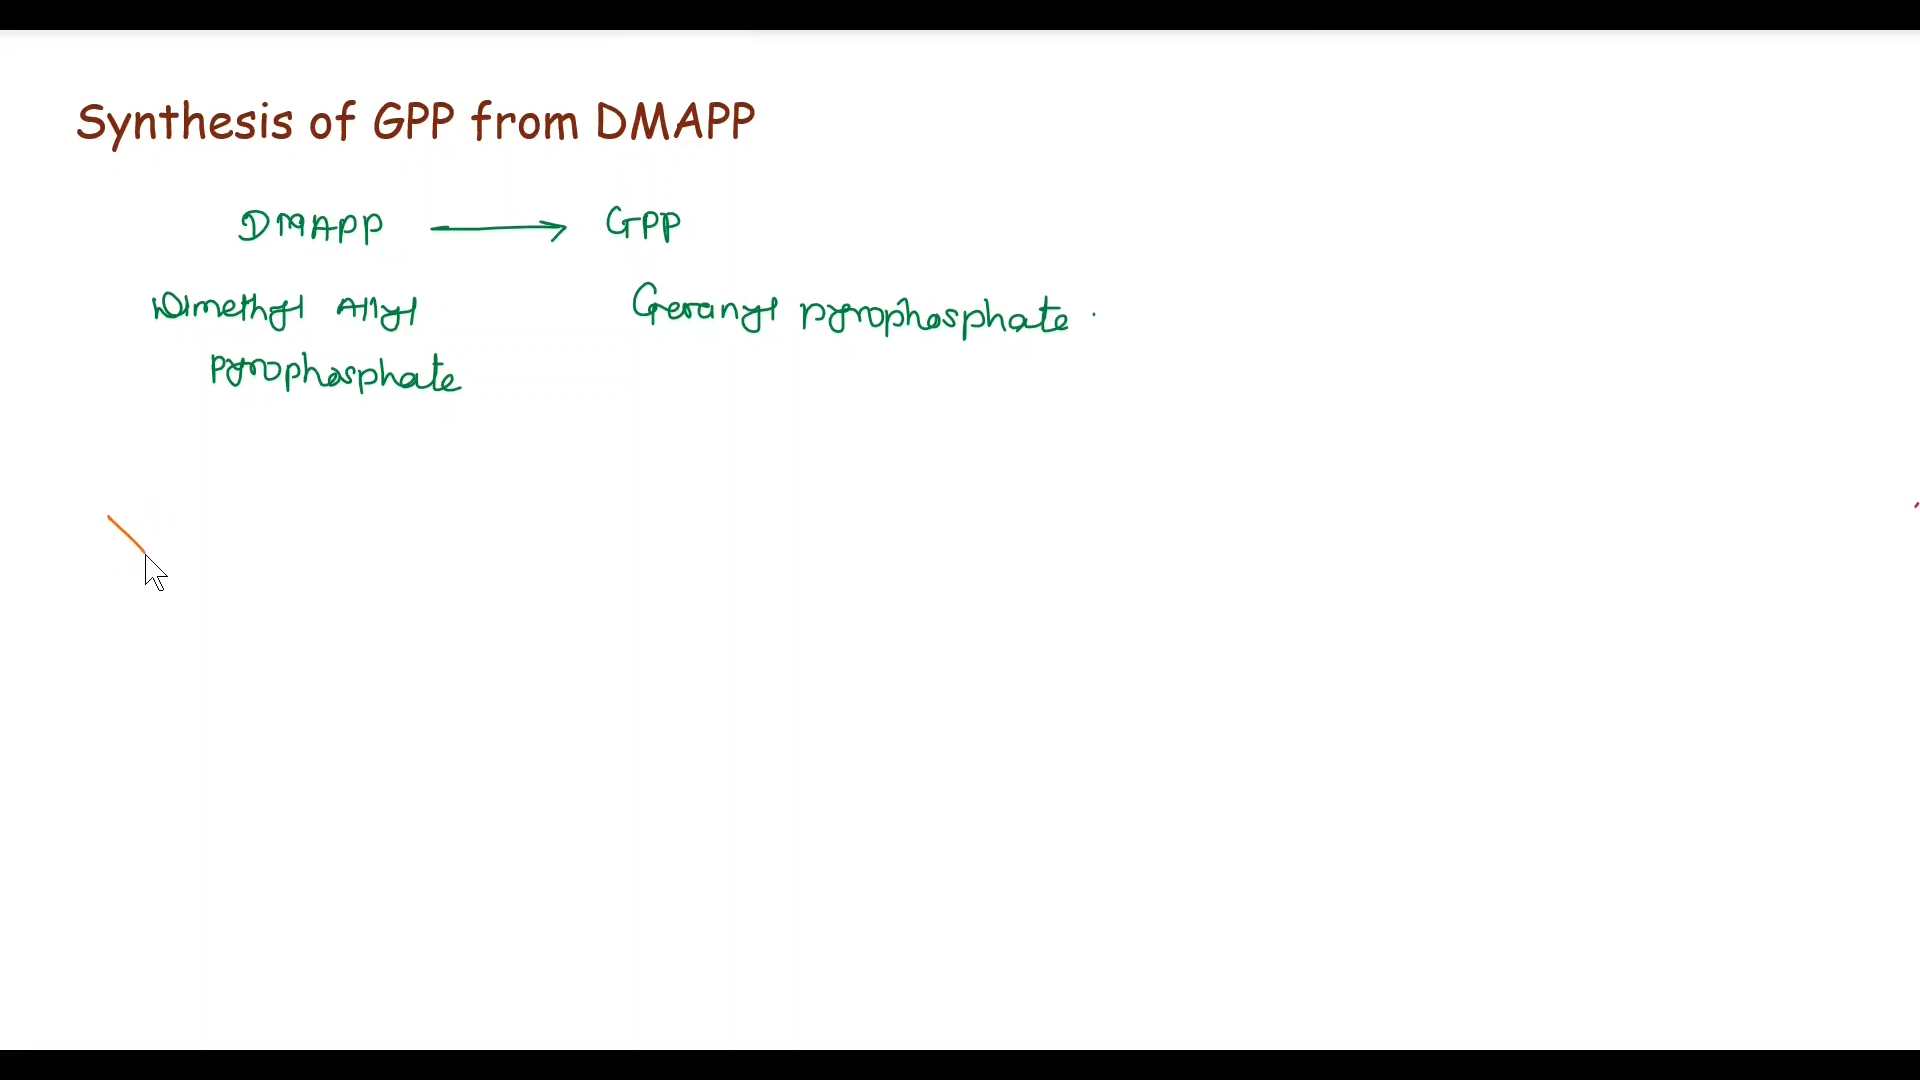 Synthesis of GPP from DMAPP
DMAPP → GPP
Dimethyl Allyl
pyrophosphate
Geranyl pyrophosphate.